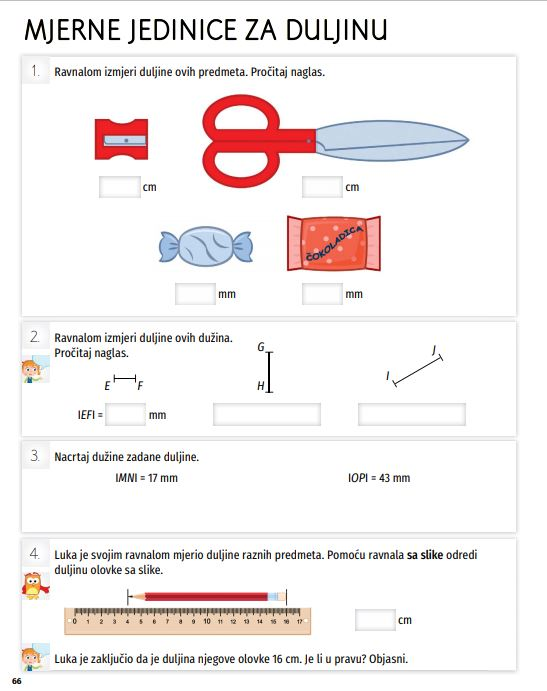 MJERNE JEDINICE ZA DULJINU
1. Ravnalom izmjeri duljine ovih predmeta. Pročitaj naglas.
cm
cm
ČOKOLADICA
mm
mm
2. Ravnalom izmjeri duljine ovih dužina.
Pročitaj naglas.
E F
G
H
I
J
IEFI = mm
3. Nacrtaj dužine zadane duljine.
IMNI = 17 mm
IOPI = 43 mm
4. Luka je svojim ravnalom mjerio duljine raznih predmeta. Pomoću ravnala sa slike odredi
duljinu olovke sa slike.
0 1 2 3 4 5 6 7 8 9 10 11 12 13 14 15 16 17
cm
Luka je zaključio da je duljina njegove olovke 16 cm. Je li u pravu? Objasni.
66